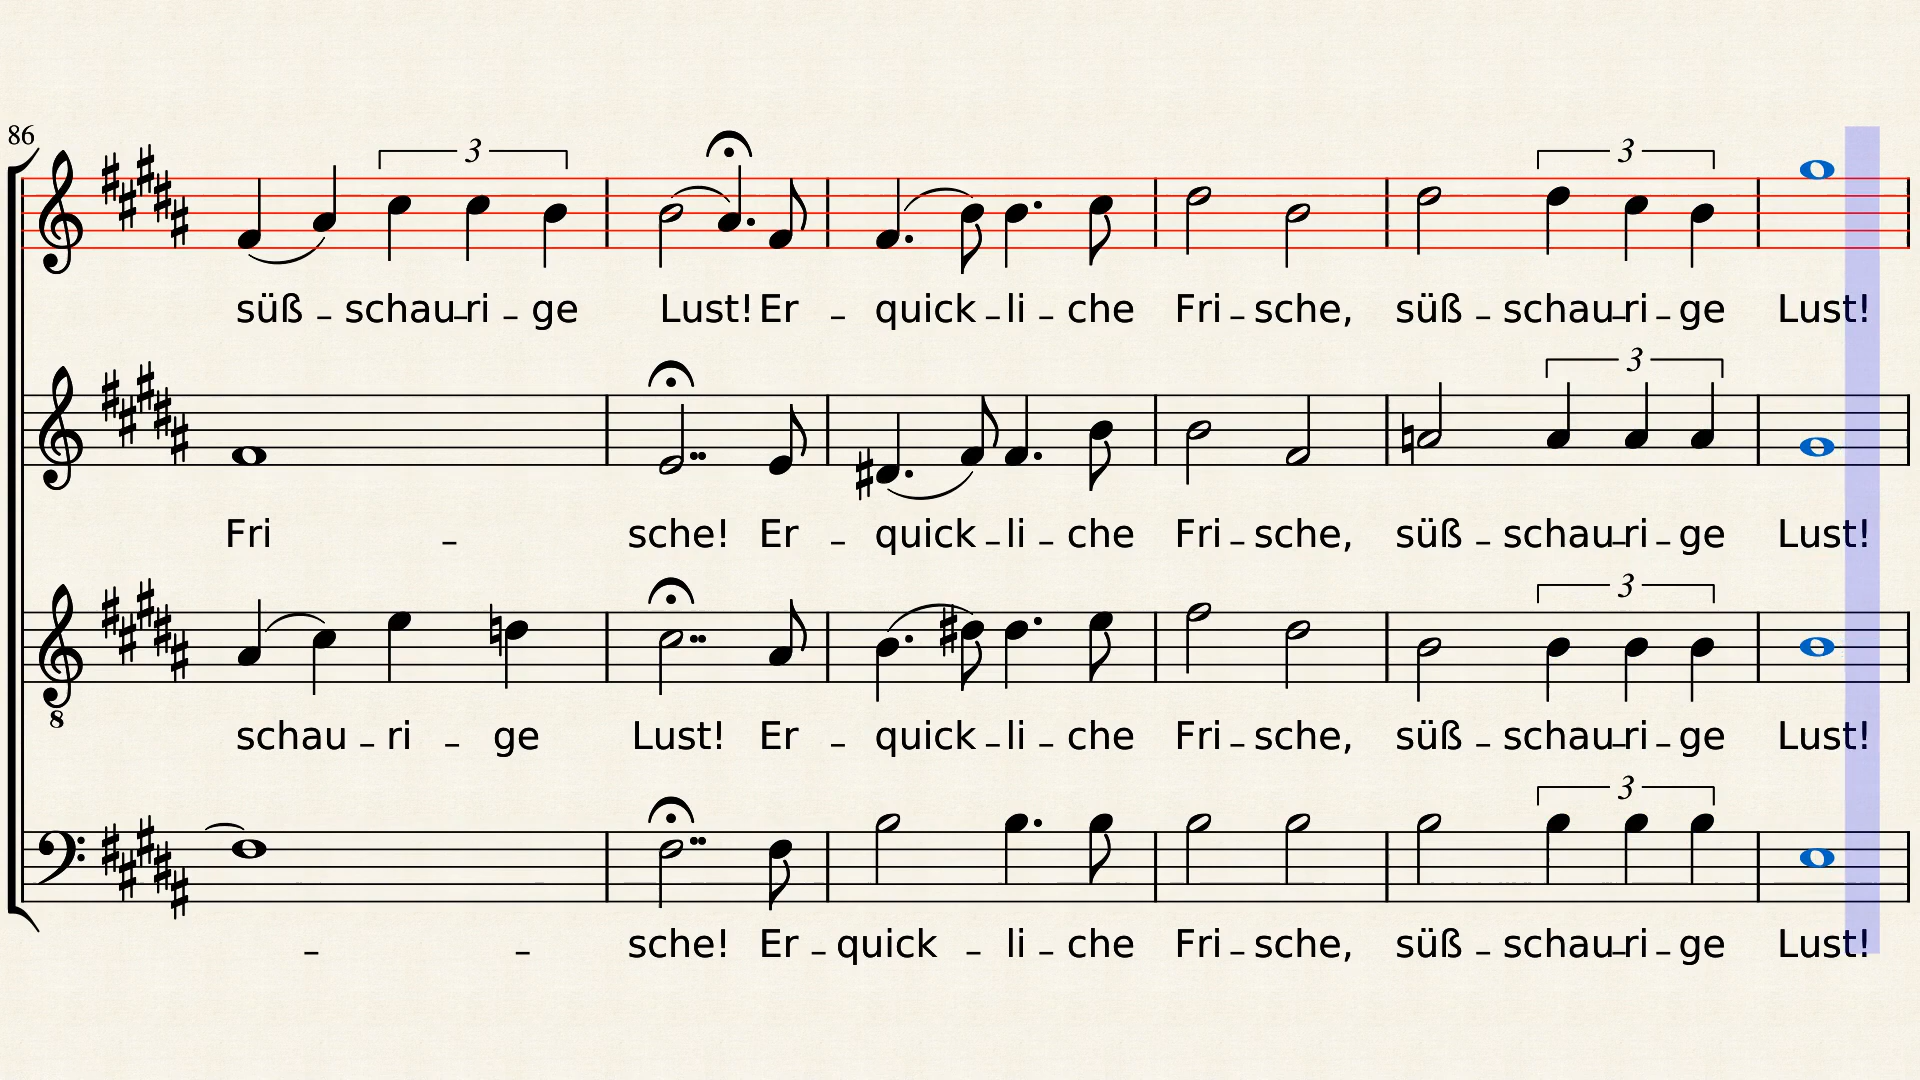 86
3
süß – schau–ri – ge Lust! Er – quick – li – che Fri – sche, süß – schau–ri – ge Lust!
3
3
Fri – sche! Er – quick – li – che Fri – sche, süß – schau–ri – ge Lust!
3
8
schau – ri – ge Lust! Er – quick – li – che Fri – sche, süß – schau–ri – ge Lust!
3
– – sche! Er – quick – li – che Fri – sche, süß – schau–ri – ge Lust!